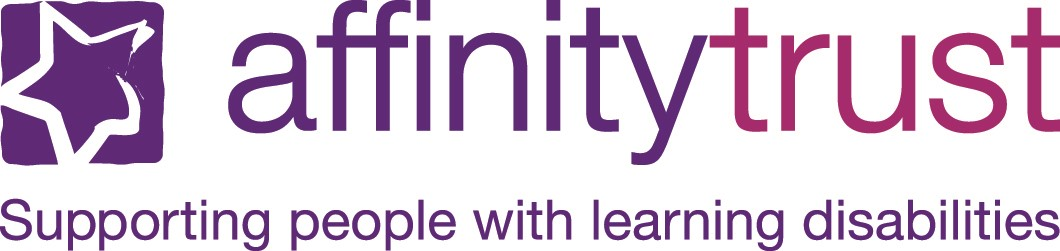 affinitytrust
Supporting people with learning disabilities